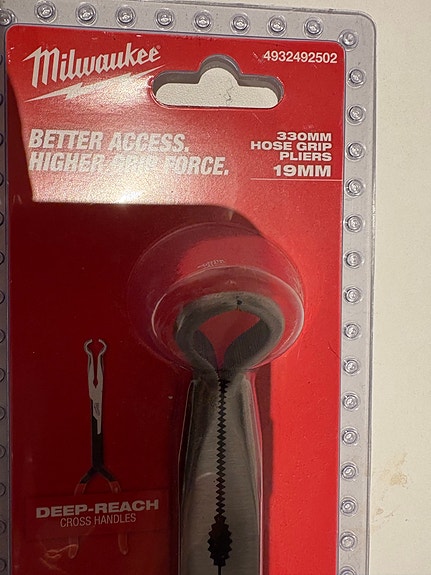 Milwaukee
4932492502
BETTER ACCESS.
HIGHER GRIP FORCE.
330MM
HOSE GRIP
PLIERS
19MM
DEEP-REACH
CROSS HANDLES